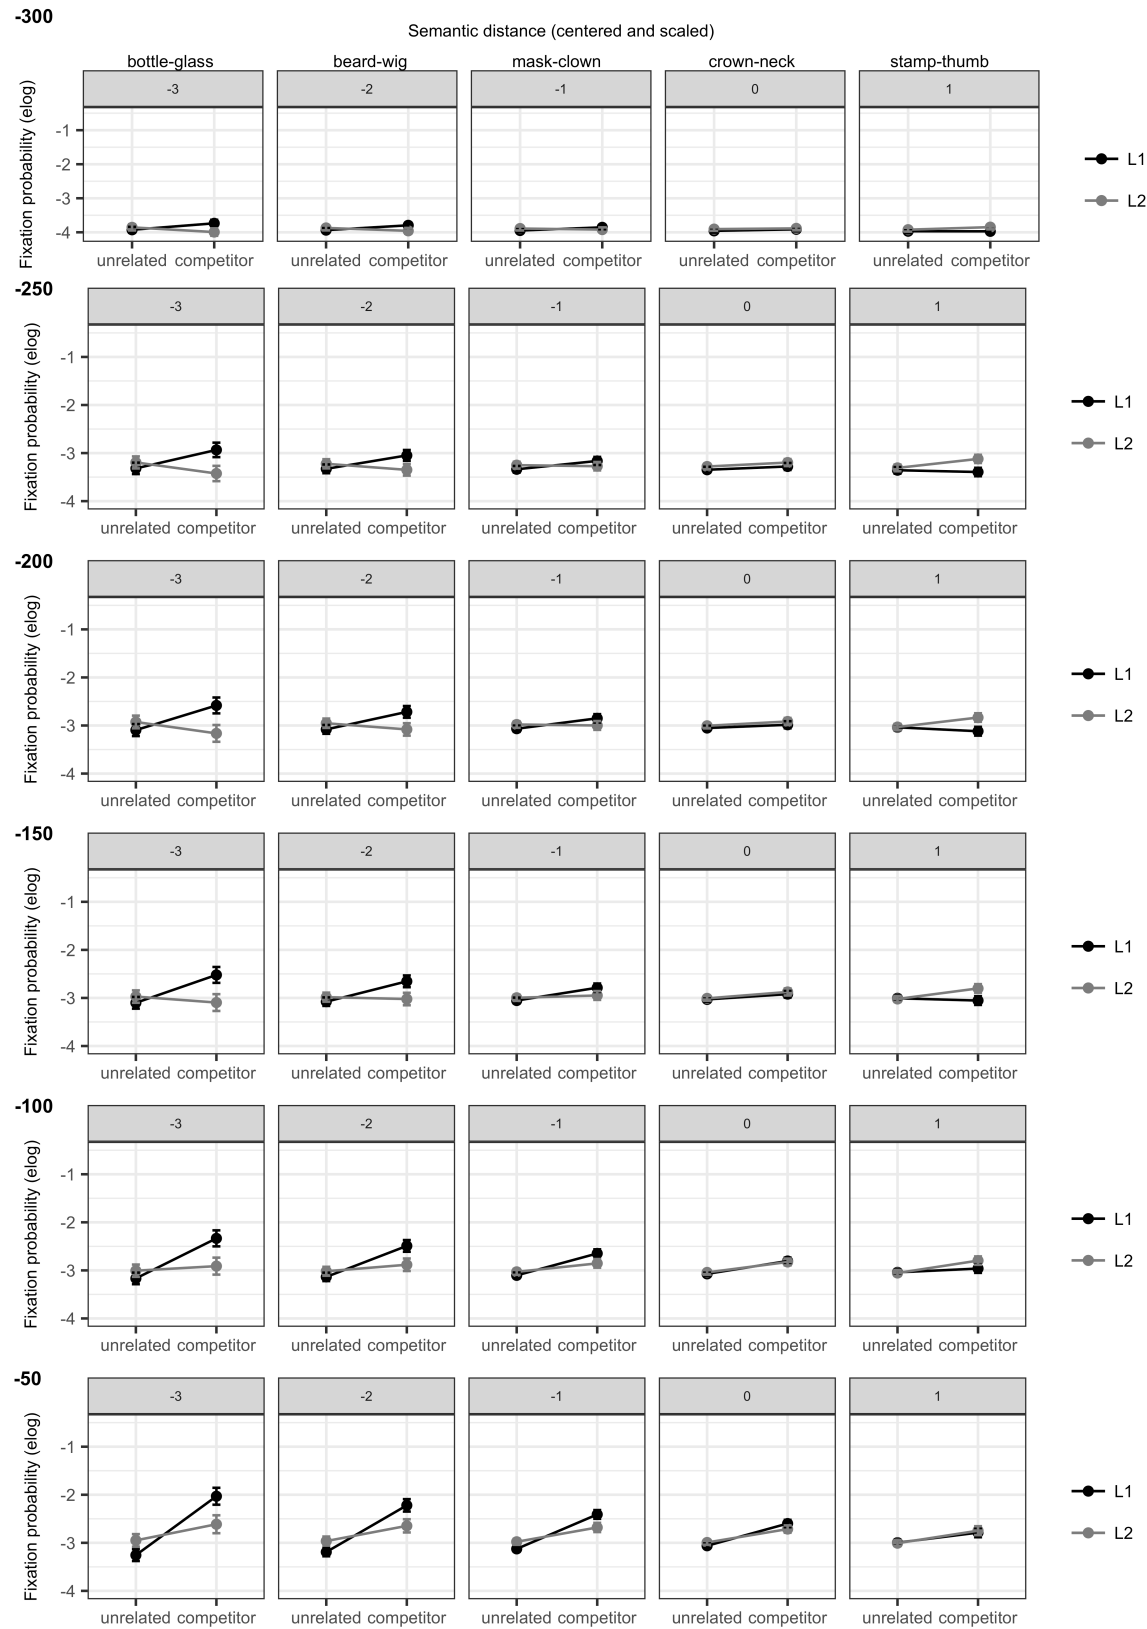 -300
Semantic distance (centered and scaled)
bottle-glass beard-wig mask-clown crown-neck stamp-thumb
-3 -2 -1 0 1
Fixation probability (elog)
-1
-2
-3
-4
unrelated competitor unrelated competitor unrelated competitor unrelated competitor unrelated competitor
L1
L2
-250
-3 -2 -1 0 1
Fixation probability (elog)
-1
-2
-3
-4
unrelated competitor unrelated competitor unrelated competitor unrelated competitor unrelated competitor
L1
L2
-200
-3 -2 -1 0 1
Fixation probability (elog)
-1
-2
-3
-4
unrelated competitor unrelated competitor unrelated competitor unrelated competitor unrelated competitor
L1
L2
-150
-3 -2 -1 0 1
Fixation probability (elog)
-1
-2
-3
-4
unrelated competitor unrelated competitor unrelated competitor unrelated competitor unrelated competitor
L1
L2
-100
-3 -2 -1 0 1
Fixation probability (elog)
-1
-2
-3
-4
unrelated competitor unrelated competitor unrelated competitor unrelated competitor unrelated competitor
L1
L2
-50
-3 -2 -1 0 1
Fixation probability (elog)
-1
-2
-3
-4
unrelated competitor unrelated competitor unrelated competitor unrelated competitor unrelated competitor
L1
L2